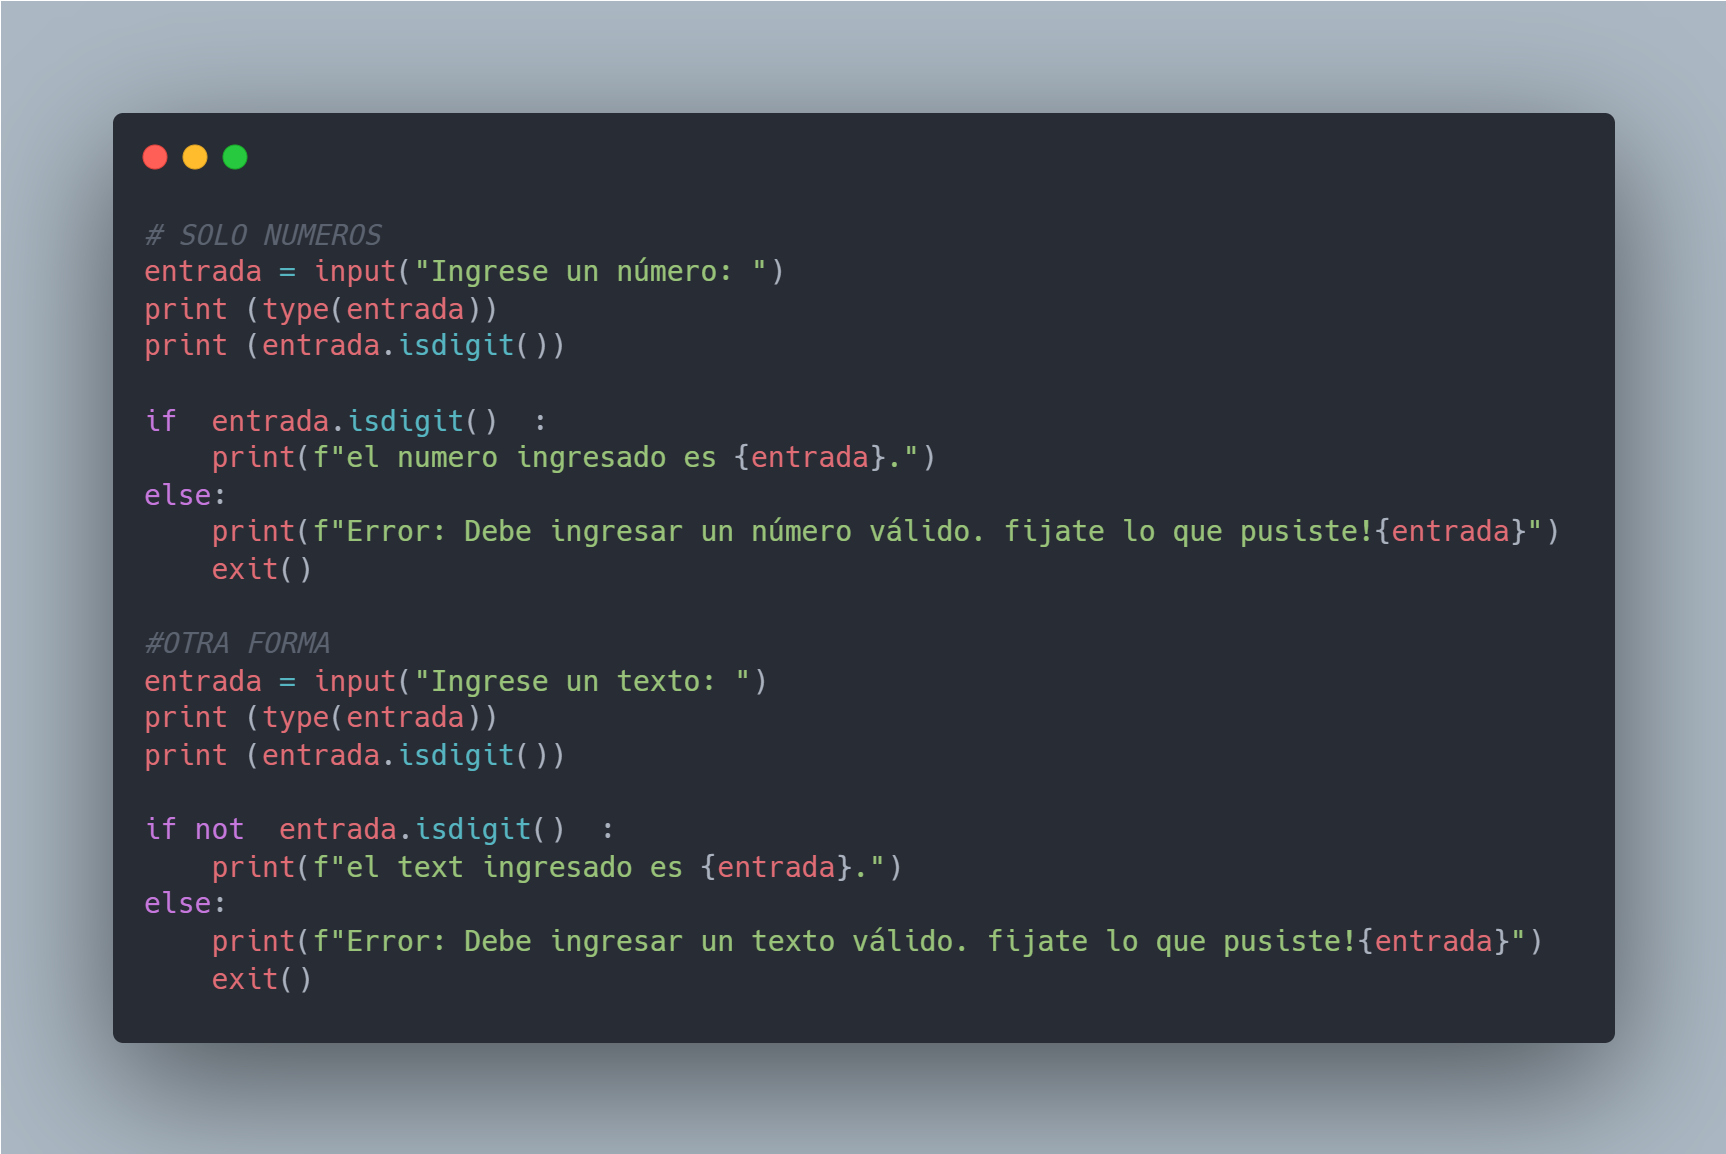 # SOLO NUMEROS
entrada = input("Ingrese un número: ")
print (type(entrada))
print (entrada.isdigit())

if  entrada.isdigit()  :
    print(f"el numero ingresado es {entrada}.")
else:
    print(f"Error: Debe ingresar un número válido. fijate lo que pusiste!{entrada}")
    exit()

#OTRA FORMA
entrada = input("Ingrese un texto: ")
print (type(entrada))
print (entrada.isdigit())

if not  entrada.isdigit()  :
    print(f"el text ingresado es {entrada}.")
else:
    print(f"Error: Debe ingresar un texto válido. fijate lo que pusiste!{entrada}")
    exit()